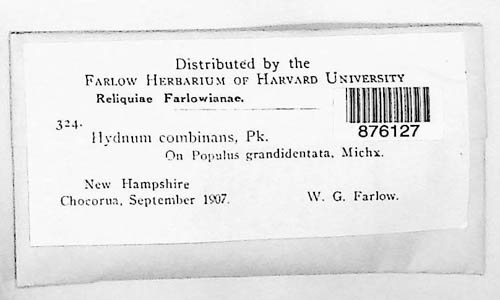 Distributed by the
FARLOW HERBARIUM OF HARVARD UNIVERSITY
Reliquiae Farlowianae.
876127
324.
Hydnum combinans, Pk.
On Populus grandidentata, Michx.
New Hampshire
Chocorua, September 1907.
W. G. Farlow.